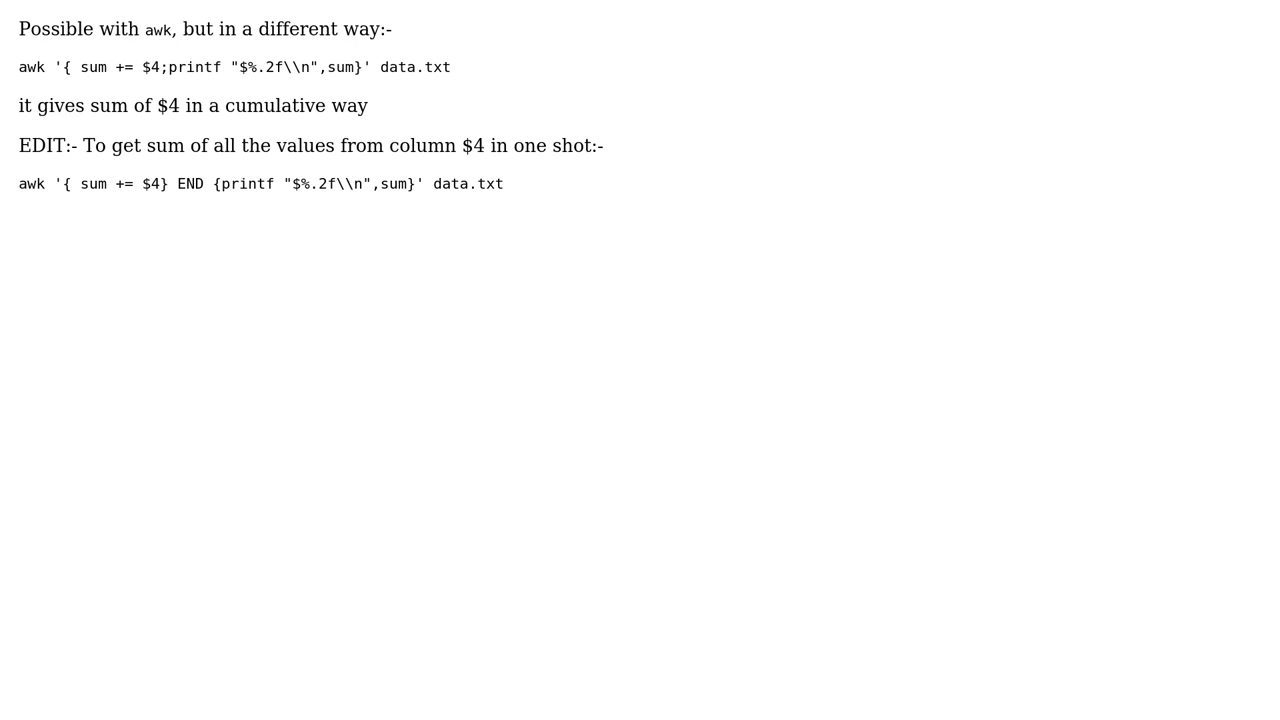 Possible with awk, but in a different way:-
awk '{ sum += $4;printf "$%.2f\\n",sum}' data.txt
it gives sum of $4 in a cumulative way
EDIT:- To get sum of all the values from column $4 in one shot:-
awk '{ sum += $4} END {printf "$%.2f\\n",sum}' data.txt